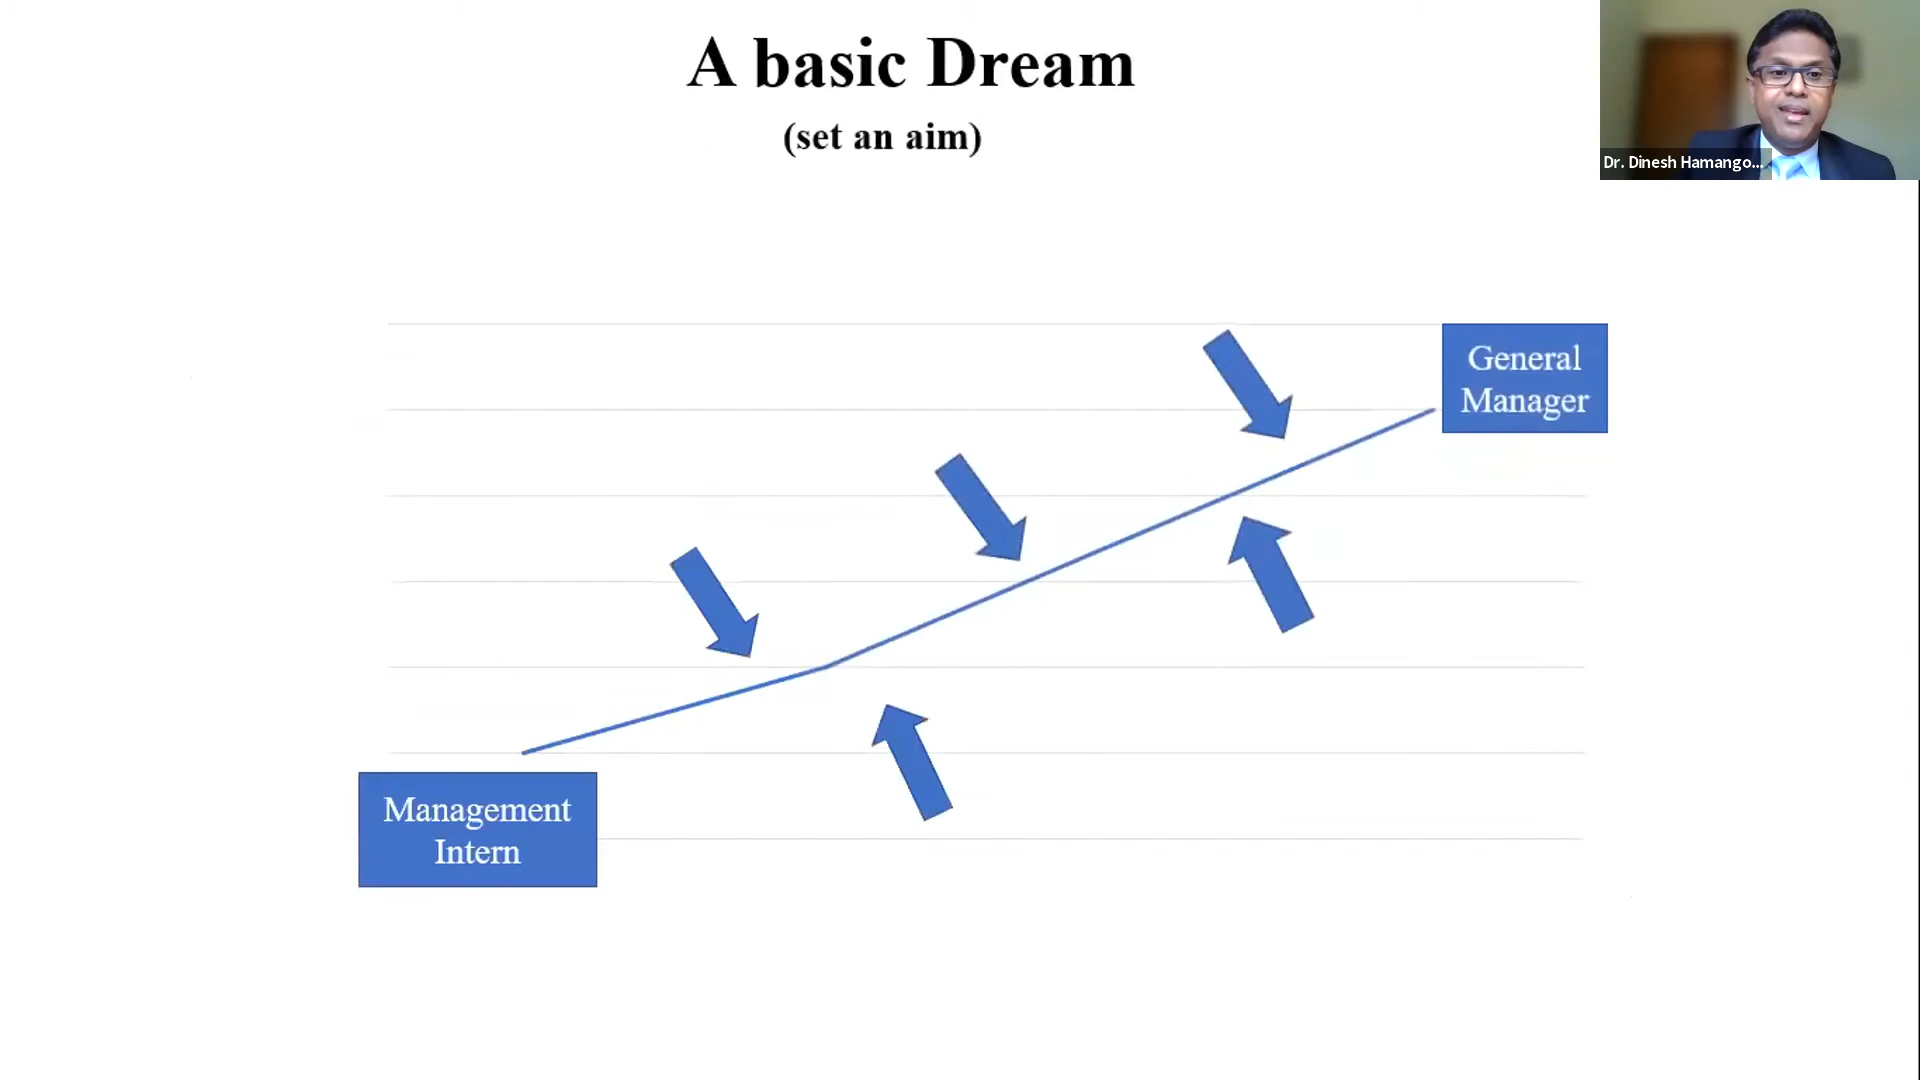 A basic Dream
(set an aim)
Dr. Dinesh Hamango...
General
Manager
Management
Intern